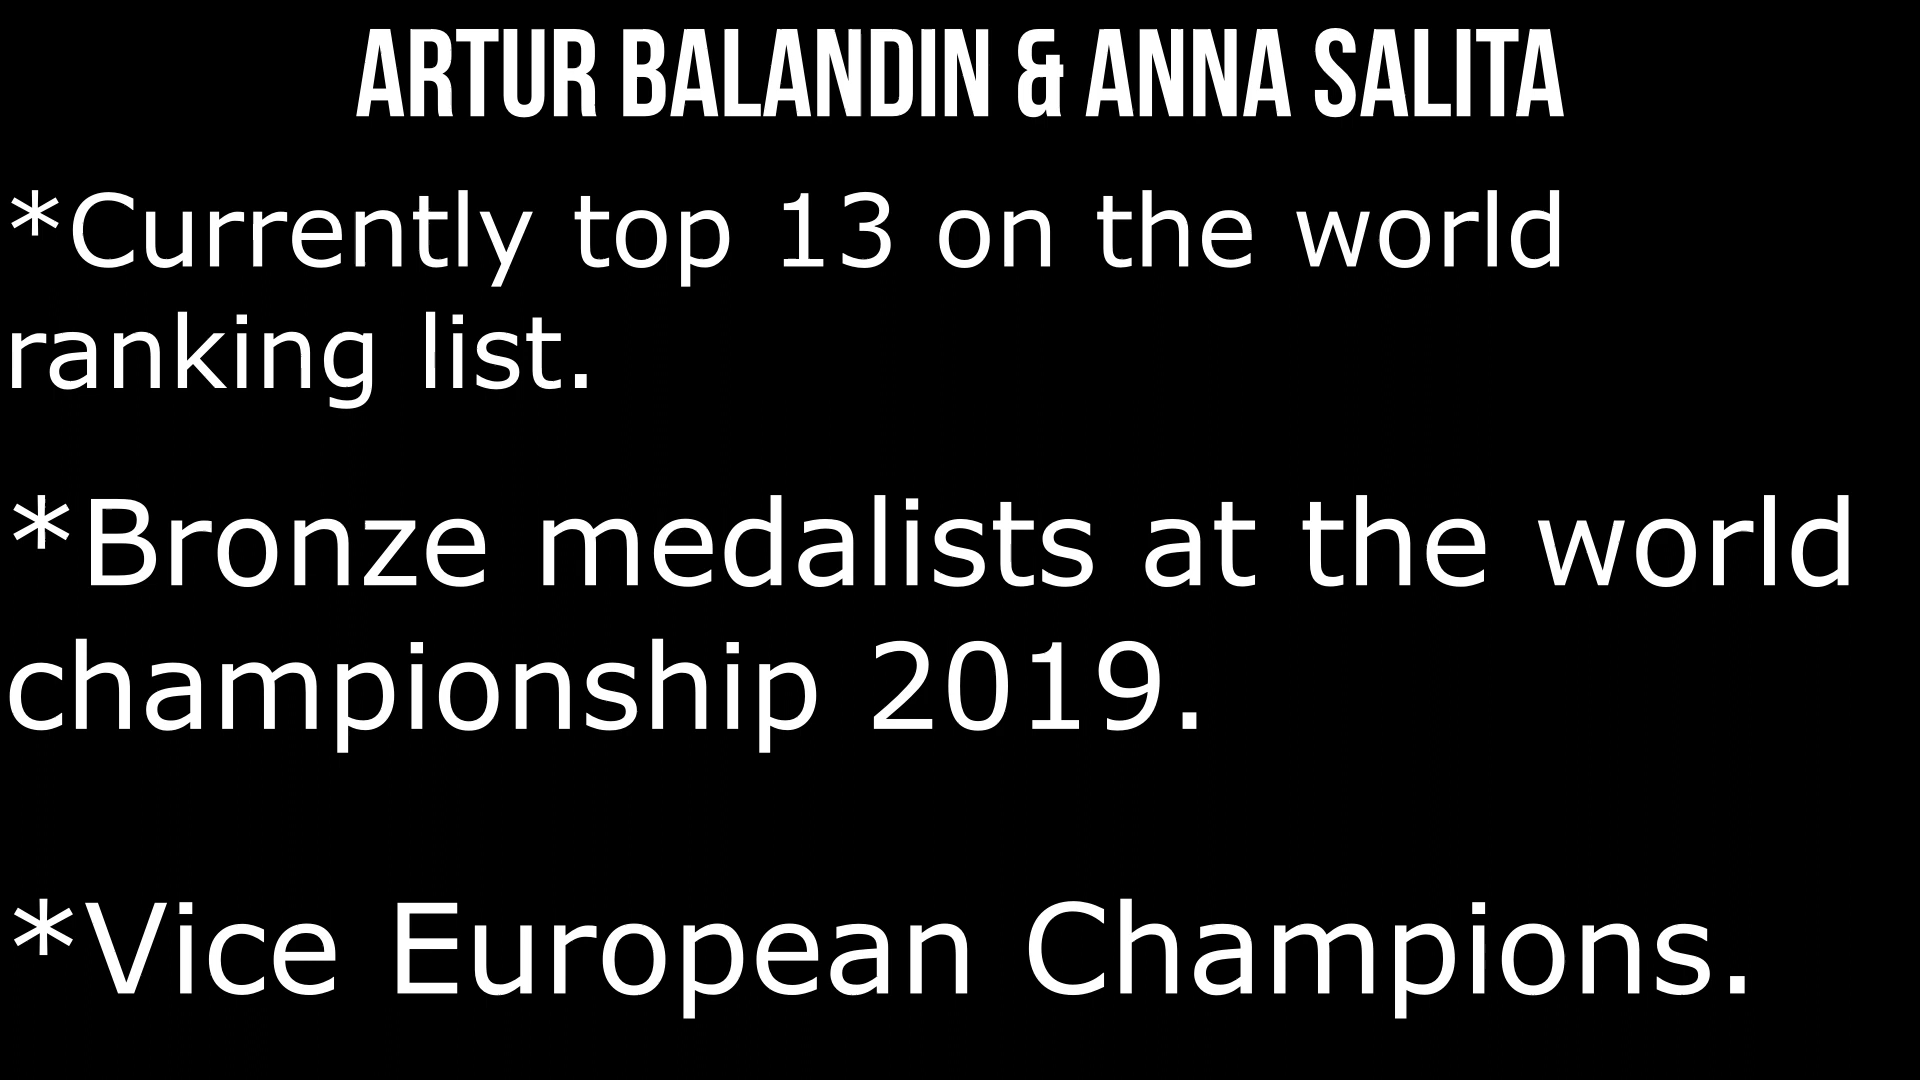 ARTUR BALANDIN & ANNA SALITA
*Currently top 13 on the world
ranking list.
*Bronze medalists at the world
championship 2019.
*Vice European Champions.